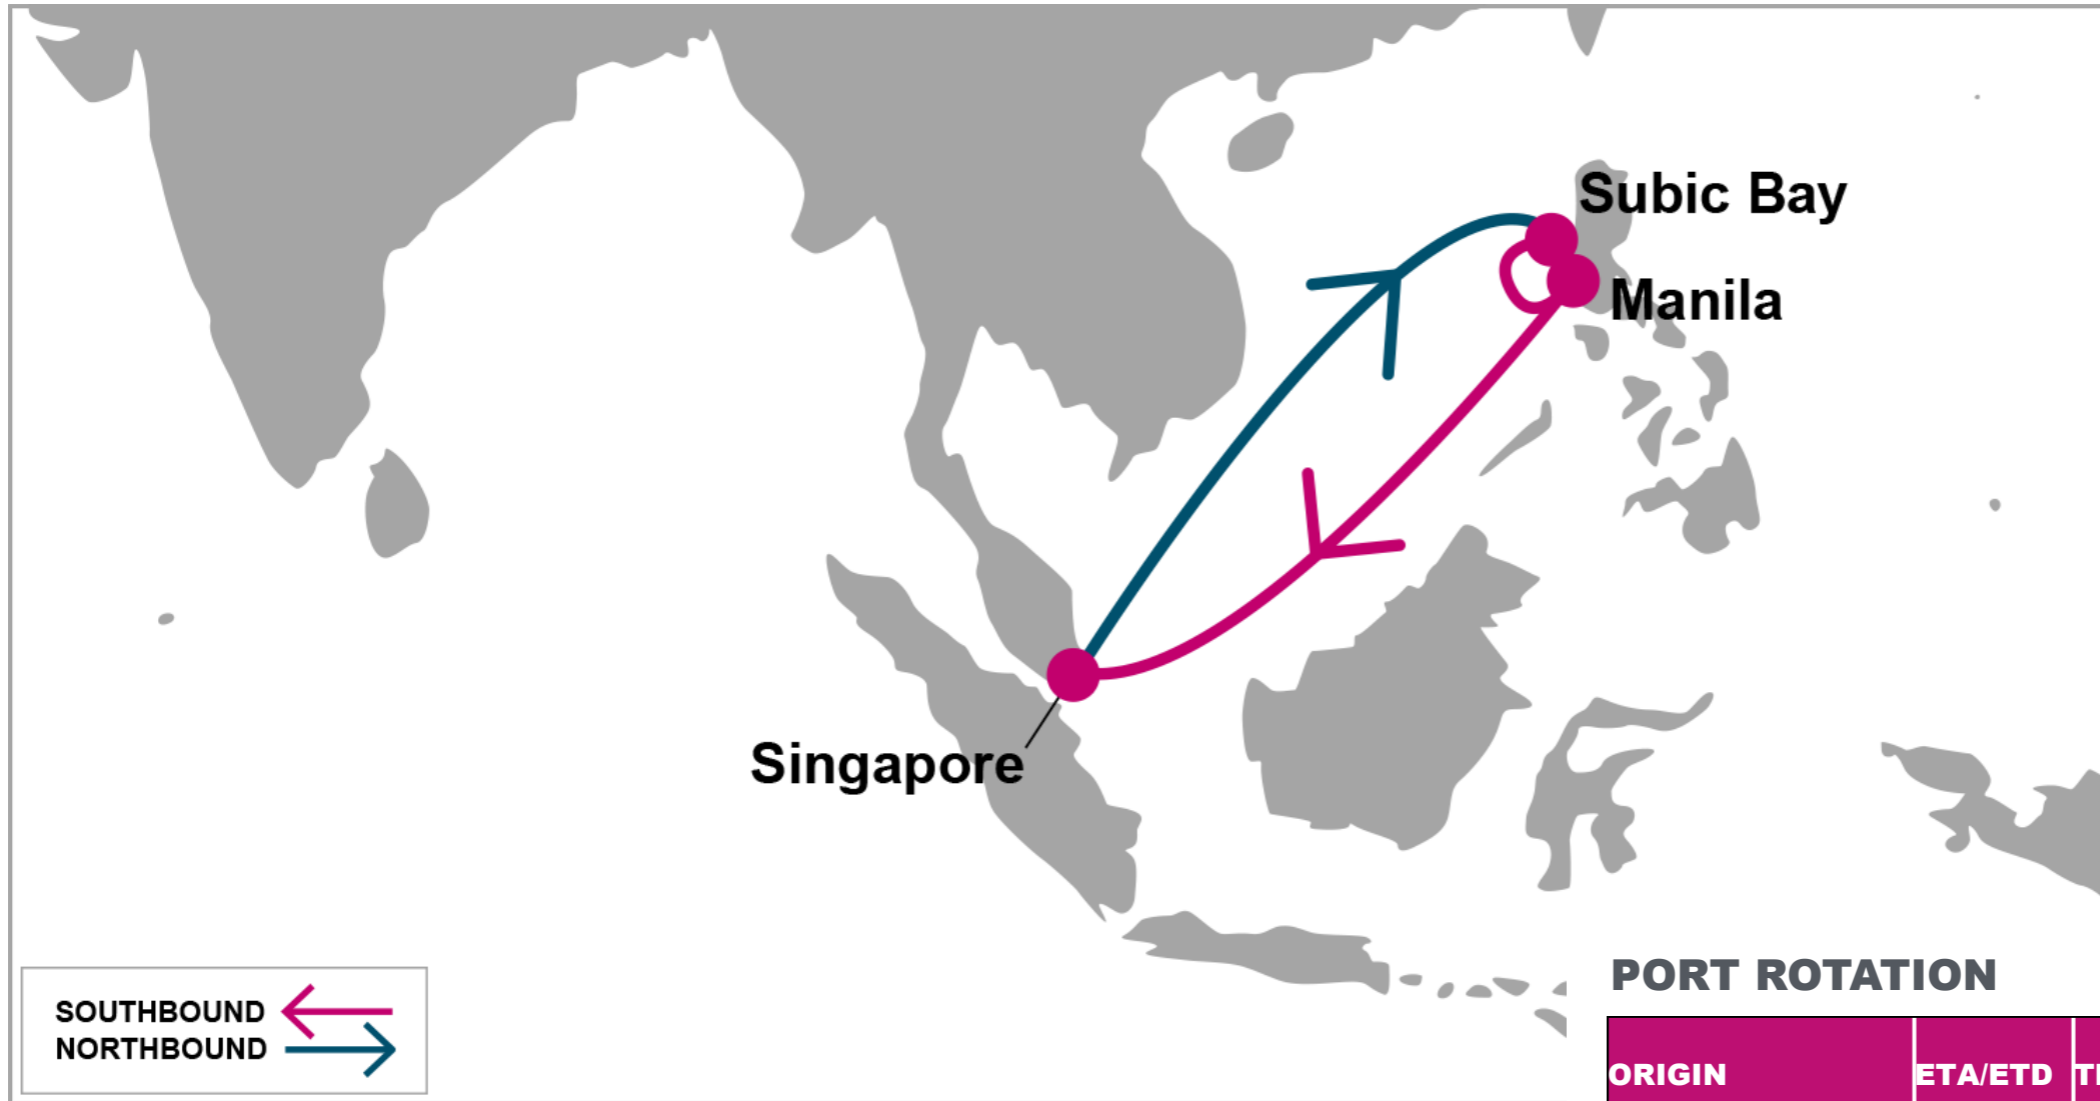 Subic Bay
Manila
Singapore
SOUTHBOUND
NORTHBOUND
PORT ROTATION
ORIGIN ETA/ETD